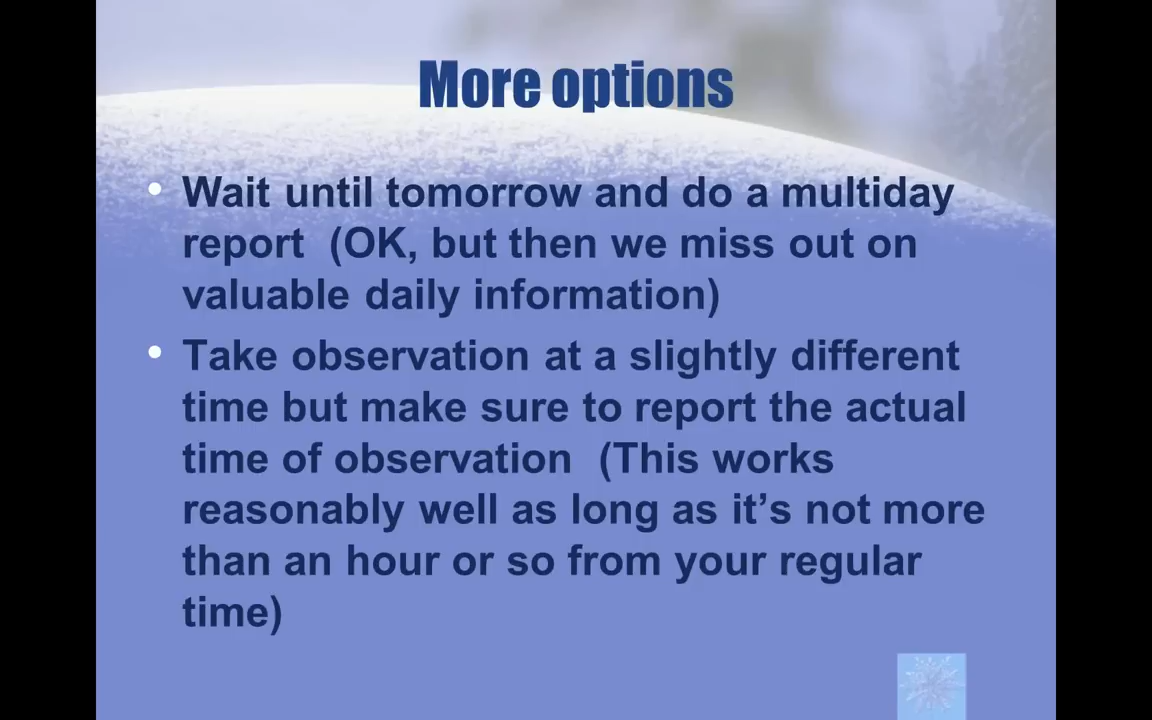 More options
• Wait until tomorrow and do a multiday
report  (OK, but then we miss out on
valuable daily information)
• Take observation at a slightly different
time but make sure to report the actual
time of observation  (This works
reasonably well as long as it’s not more
than an hour or so from your regular
time)